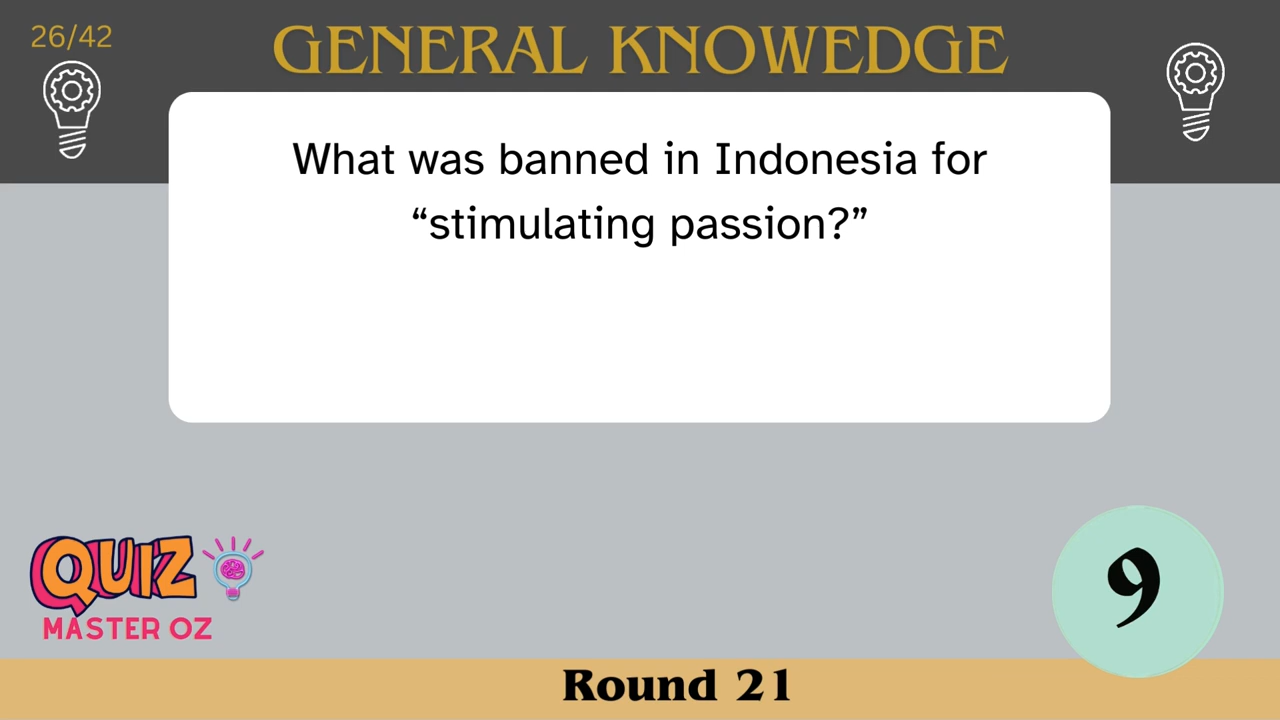 26/42
GENERAL KNOWEDGE
What was banned in Indonesia for
“stimulating passion?”
QUIZ
MASTER OZ
9
Round 21